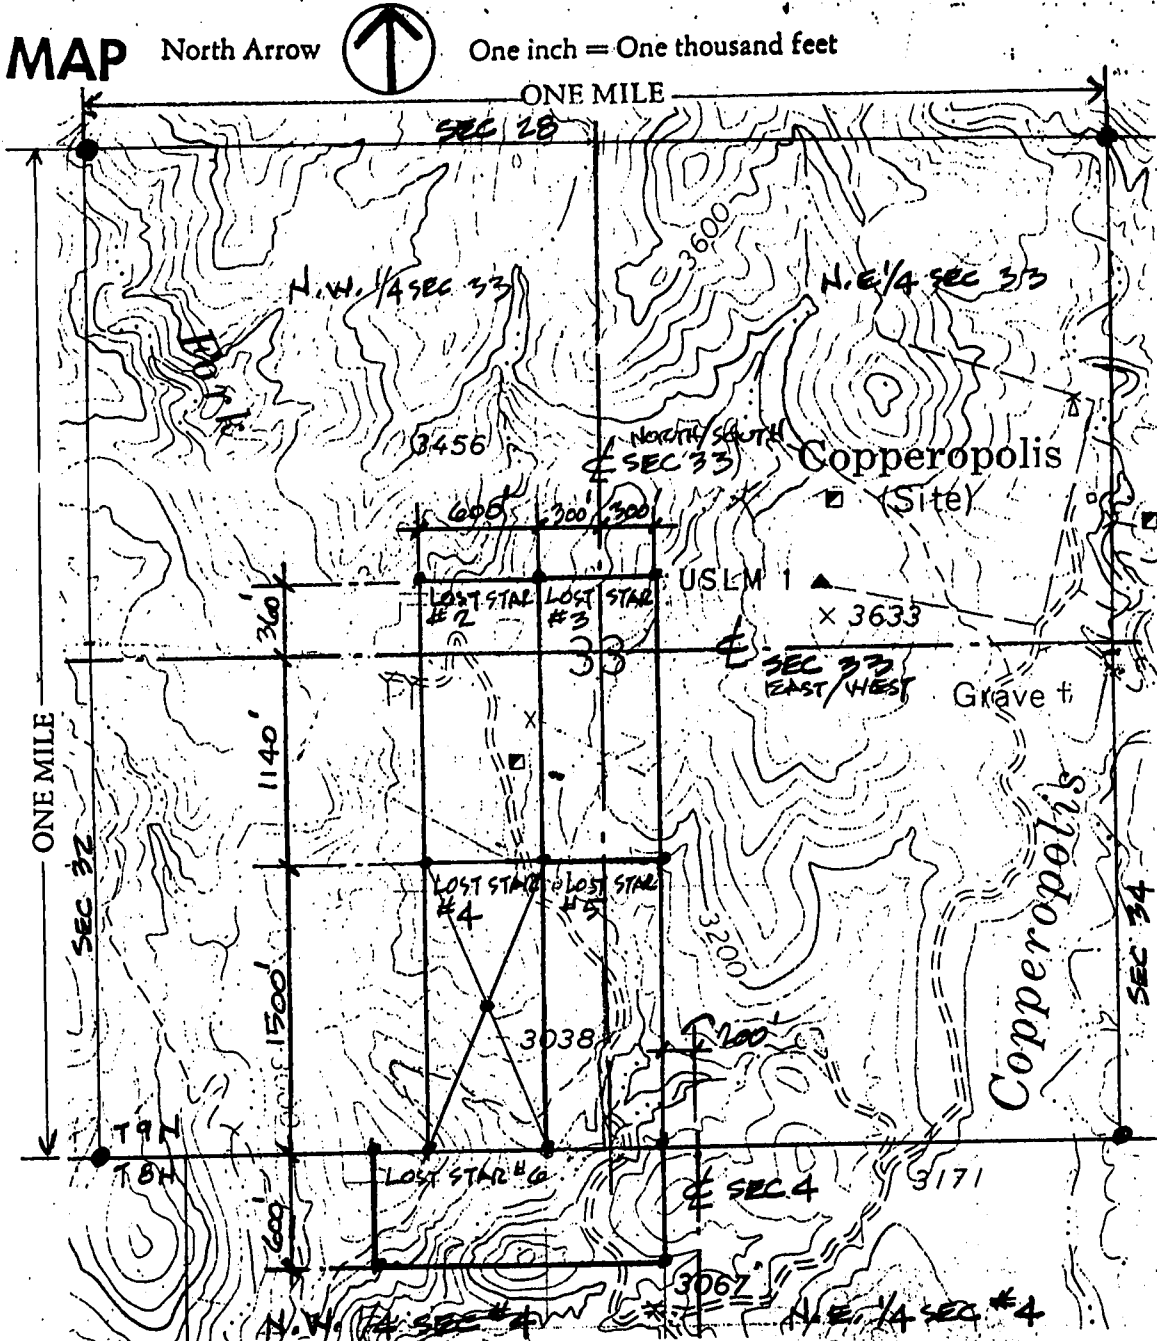 MAP North Arrow One inch = One thousand feet
ONE MILE
SEC 28
3600
N.W. 1/4 SEC 33
N.E. 1/4 SEC 33
Fork
3456
NORTH/SOUTH
℄ SEC 33
Copperopolis
(Site)
600' 300' 300'
USLM 1
LOST STAR #2
LOST STAR #3
360'
× 3633
33
℄
SEC 33
EAST/WEST
Grave †
ONE MILE
1140'
SEC 32
LOST STAR #4
LOST STAR #5
3200
Copperopolis
SEC 34
1500'
3038
200'
T9N
T8N
LOST STAR #6
℄ SEC. 4
3171
600'
3067
N.W. 1/4 SEC #4
N.E. 1/4 SEC #4